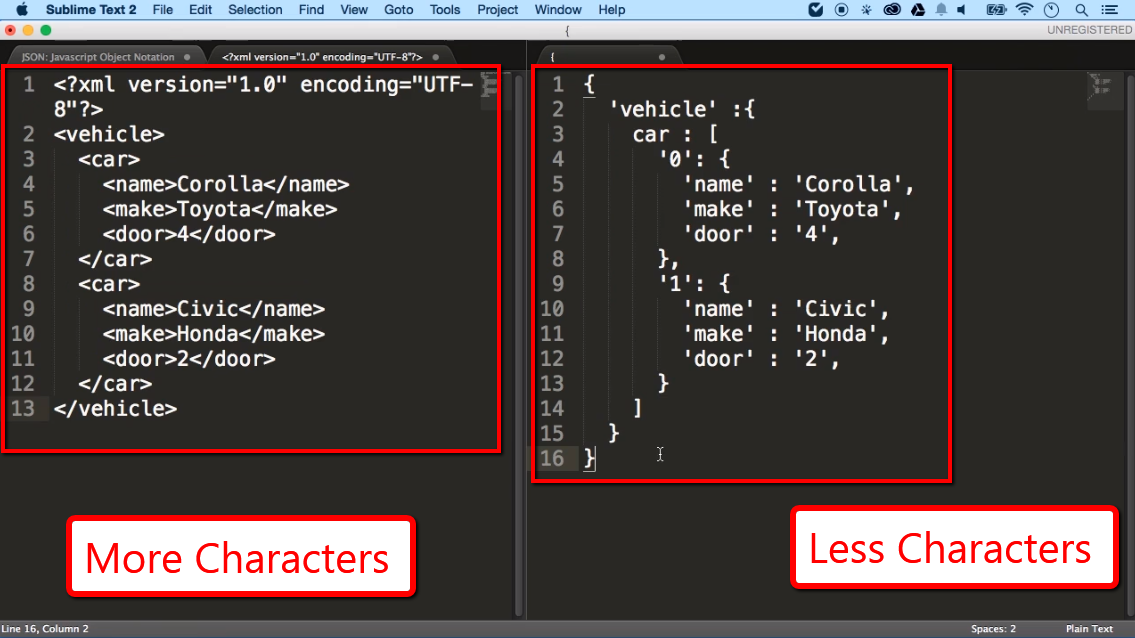 Sublime Text 2 File Edit Selection Find View Goto Tools Project Window Help
{
UNREGISTERED
JSON: Javascript Object Notation
<?xml version="1.0" encoding="UTF-8"?>
{
1 <?xml version="1.0" encoding="UTF-
8"?>
2 <vehicle>
3 <car>
4 <name>Corolla</name>
5 <make>Toyota</make>
6 <door>4</door>
7 </car>
8 <car>
9 <name>Civic</name>
10 <make>Honda</make>
11 <door>2</door>
12 </car>
13 </vehicle>
1 {
2 'vehicle' :{
3 car : [
4 '0': {
5 'name' : 'Corolla',
6 'make' : 'Toyota',
7 'door' : '4',
8 },
9 '1': {
10 'name' : 'Civic',
11 'make' : 'Honda',
12 'door' : '2',
13 }
14 ]
15 }
16 }
More Characters
Less Characters
Line 16, Column 2
Spaces: 2
Plain Text